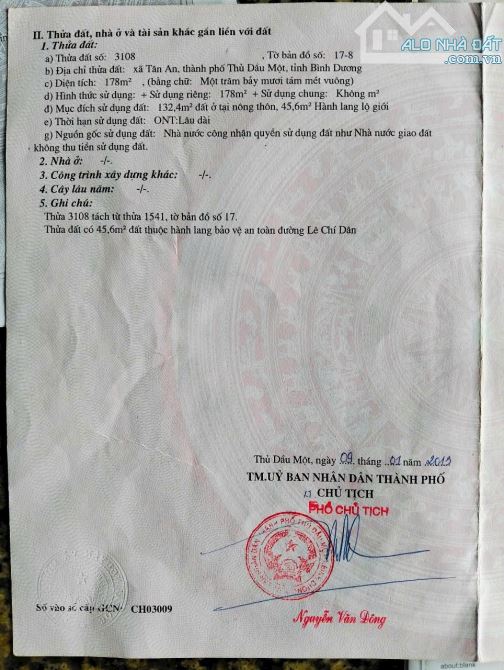 ALO NHÀ ĐẤT
.com.vn
II. Thửa đất, nhà ở và tài sản khác gắn liền với đất
1. Thửa đất:
a) Thửa đất số: 3108 , Tờ bản đồ số: 17-8
b) Địa chỉ thửa đất: xã Tân An, thành phố Thủ Dầu Một, tỉnh Bình Dương
c) Diện tích: 178m² , (bằng chữ: Một trăm bảy mươi tám mét vuông)
d) Hình thức sử dụng: + Sử dụng riêng: 178m² + Sử dụng chung: Không m²
đ) Mục đích sử dụng đất: 132,4m² đất ở tại nông thôn, 45,6m² Hành lang lộ giới
e) Thời hạn sử dụng đất: ONT:Lâu dài
g) Nguồn gốc sử dụng đất: Nhà nước công nhận quyền sử dụng đất như Nhà nước giao đất
không thu tiền sử dụng đất.
2. Nhà ở: -/-.
3. Công trình xây dưng khác: -/-.
4. Cây lâu năm: -/-.
5. Ghi chú:
Thửa 3108 tách từ thửa 1541, tờ bản đồ số 17.
Thửa đất có 45,6m² đất thuộc hành lang bảo vệ an toàn đường Lê Chí Dân
Thủ Dầu Một, ngày 09 tháng 01 năm 2013
TM.UỶ BAN NHÂN DÂN THÀNH PHỐ
CHỦ TỊCH
PHÓ CHỦ TỊCH
Số vào sổ cấp GCN: CH03009
Nguyễn Văn Đông
about:blank